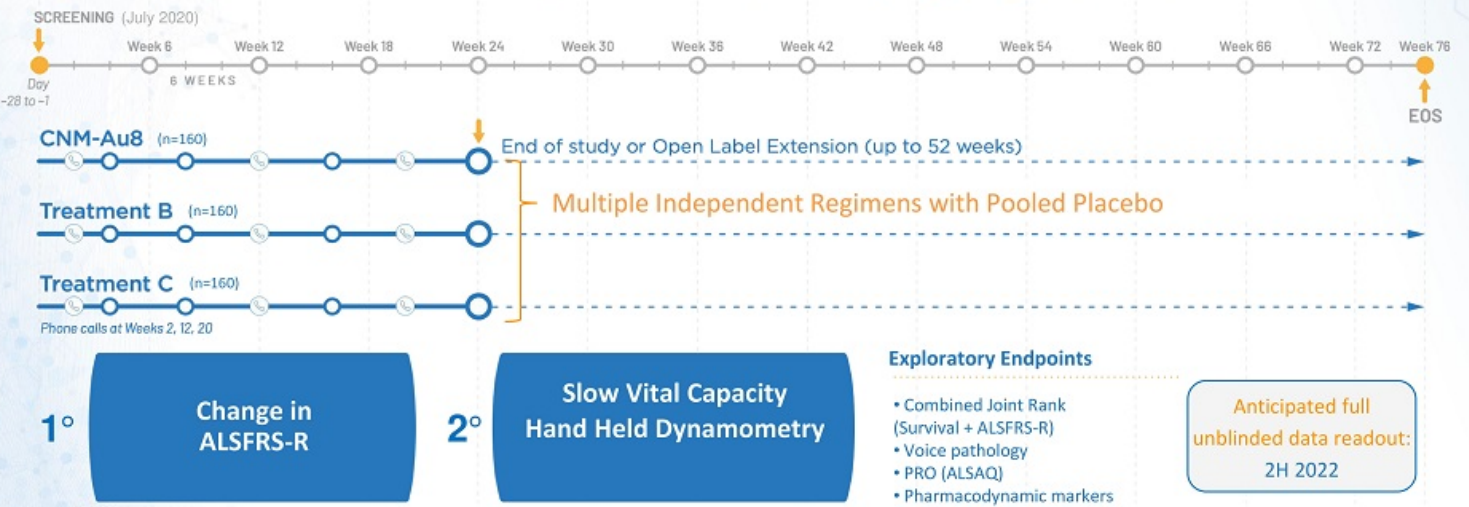 SCREENING (July 2020)
Week 6 Week 12 Week 18 Week 24 Week 30 Week 36 Week 42 Week 48 Week 54 Week 60 Week 66 Week 72 Week 76
6 WEEKS
Day
-28 to -1
EOS
CNM-Au8 (n=160)
End of study or Open Label Extension (up to 52 weeks)
Multiple Independent Regimens with Pooled Placebo
Treatment B (n=160)
Treatment C (n=160)
Phone calls at Weeks 2, 12, 20
1°
Change in
ALSFRS-R
2°
Slow Vital Capacity
Hand Held Dynamometry
Exploratory Endpoints
• Combined Joint Rank
(Survival + ALSFRS-R)
• Voice pathology
• PRO (ALSAQ)
• Pharmacodynamic markers
Anticipated full
unblinded data readout:
2H 2022